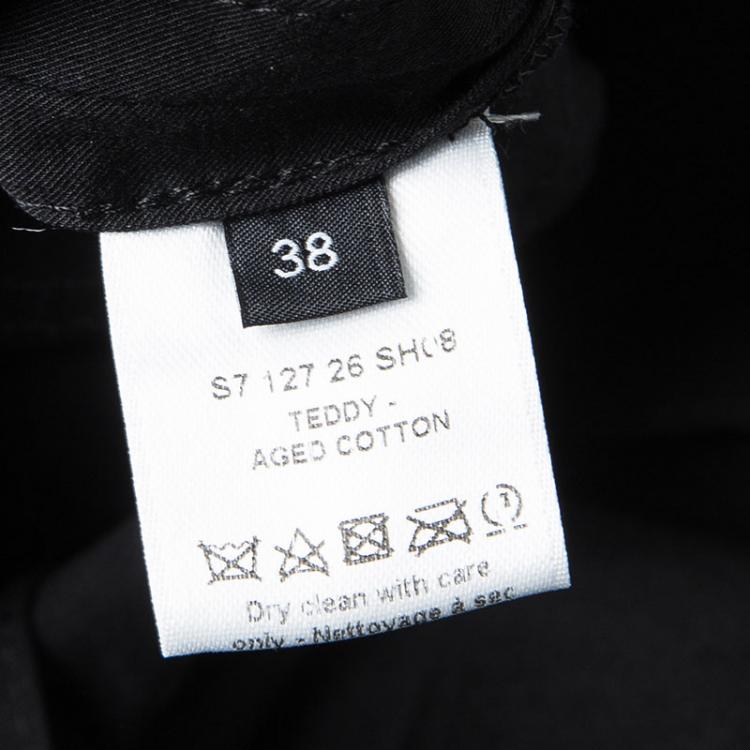 38
S7 127 26 SH08
TEDDY -
AGED COTTON
Dry clean with care
only - Nettoyage à sec